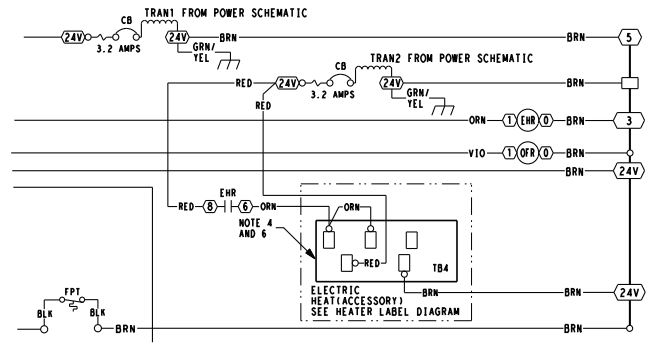 TRAN1 FROM POWER SCHEMATIC
CB
24V 24V BRN BRN 5
3.2 AMPS
GRN/
YEL
TRAN2 FROM POWER SCHEMATIC
CB
RED 24V 24V BRN
3.2 AMPS
GRN/
YEL
RED
ORN 1 EHR 0 BRN 3
VIO 1 OFR 0 BRN
BRN 24V
EHR
RED 8 6 ORN
ORN
NOTE 4
AND 6
RED
TB4
ELECTRIC
HEAT(ACCESSORY)
SEE HEATER LABEL DIAGRAM
BRN BRN 24V
FPT
BLK BLK
BRN BRN